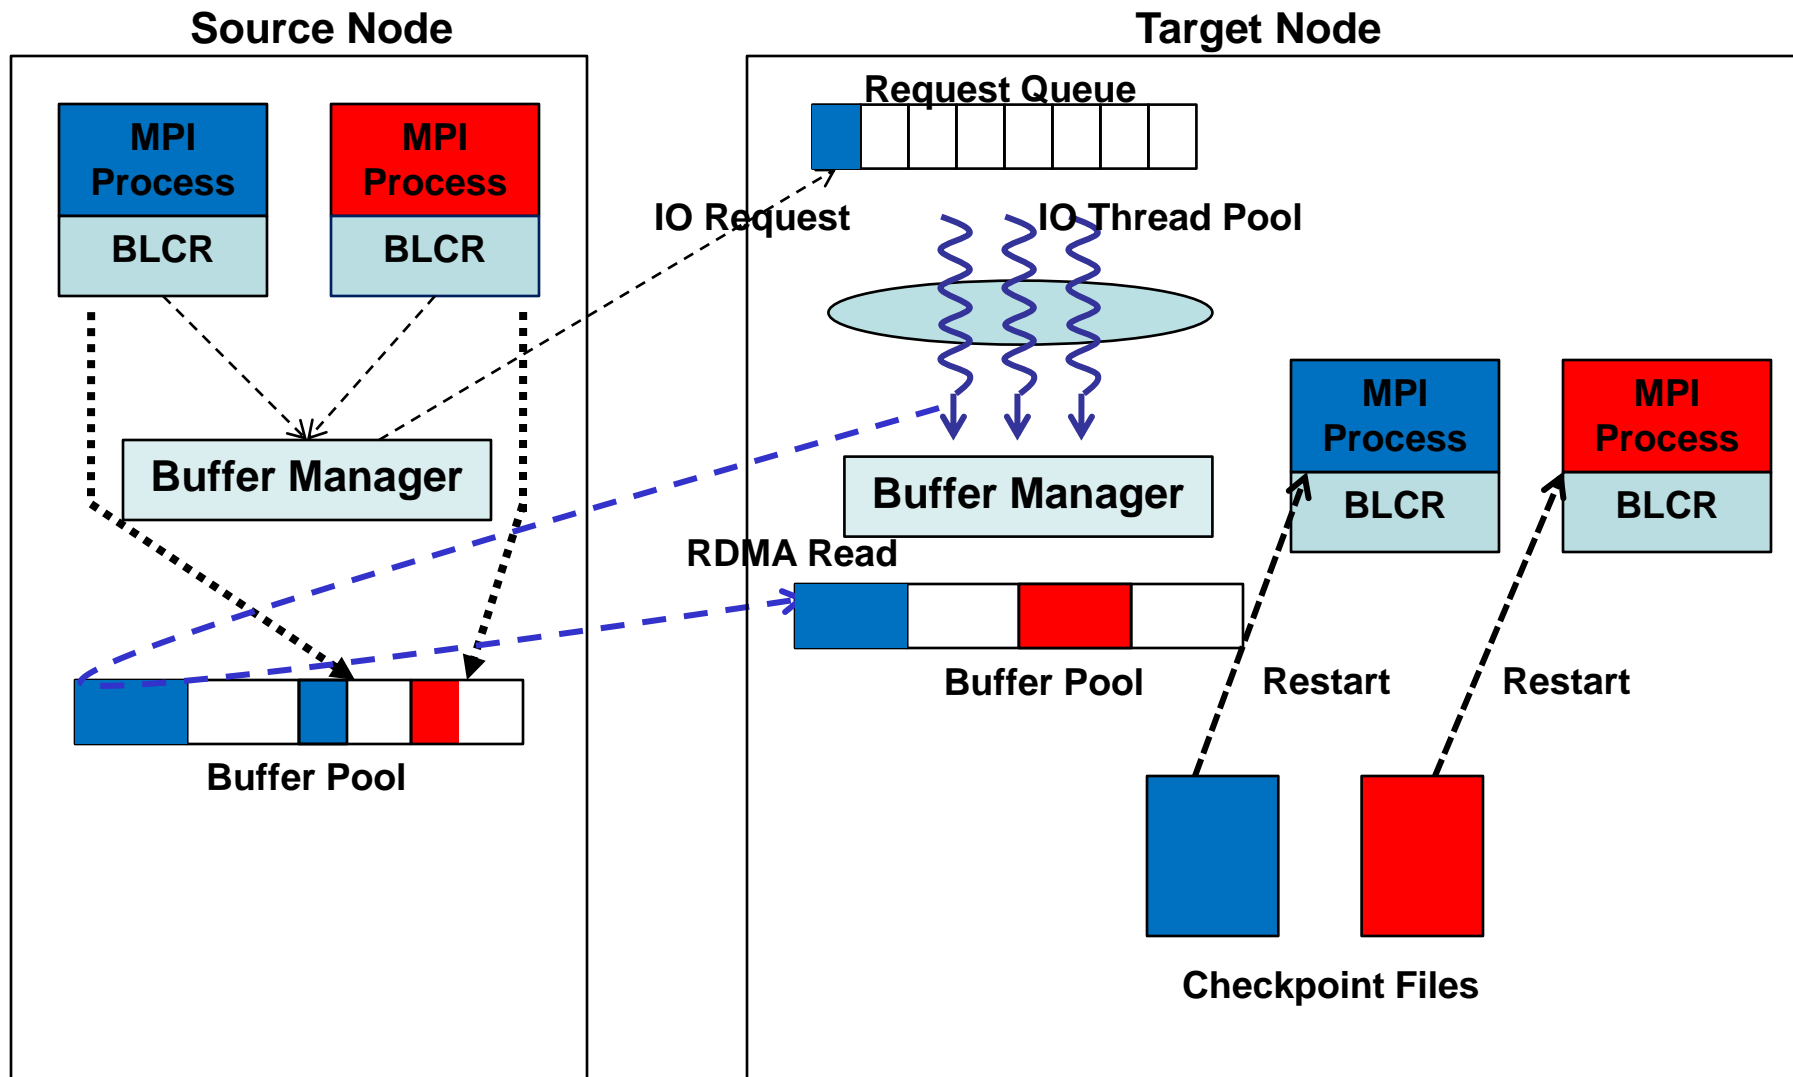 Source Node
Target Node
MPI
Process
BLCR
MPI
Process
BLCR
Buffer Manager
Buffer Pool
Request Queue
IO Request
IO Thread Pool
Buffer Manager
RDMA Read
Buffer Pool
MPI
Process
BLCR
MPI
Process
BLCR
Restart
Restart
Checkpoint Files